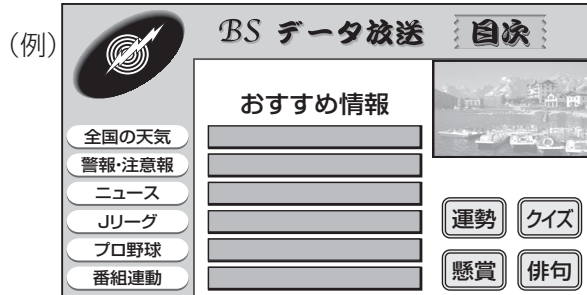 (例)
BS データ放送 目次
おすすめ情報
全国の天気
警報・注意報
ニュース
Jリーグ
プロ野球
番組連動
運勢 クイズ
懸賞 俳句